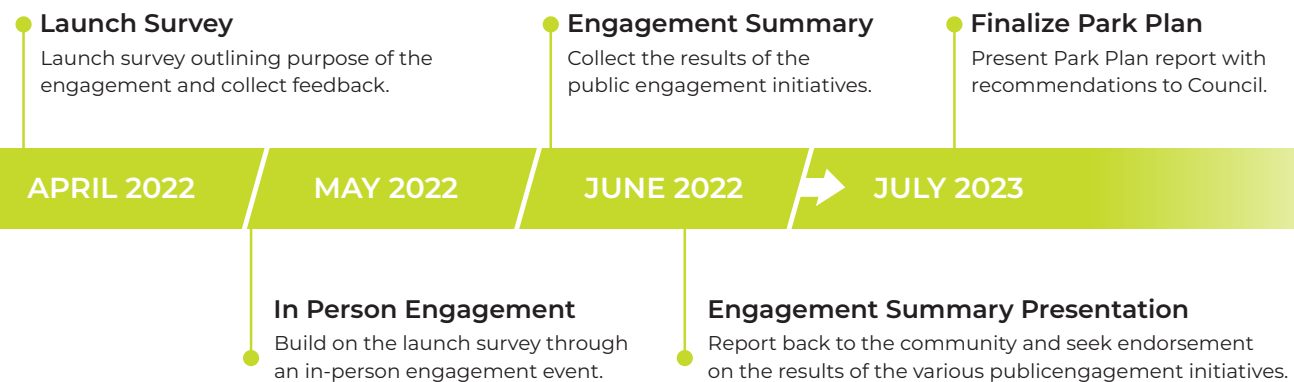 Launch Survey
Launch survey outlining purpose of the
engagement and collect feedback.
Engagement Summary
Collect the results of the
public engagement initiatives.
Finalize Park Plan
Present Park Plan report with
recommendations to Council.
APRIL 2022
MAY 2022
JUNE 2022
JULY 2023
In Person Engagement
Build on the launch survey through
an in-person engagement event.
Engagement Summary Presentation
Report back to the community and seek endorsement
on the results of the various publicengagement initiatives.